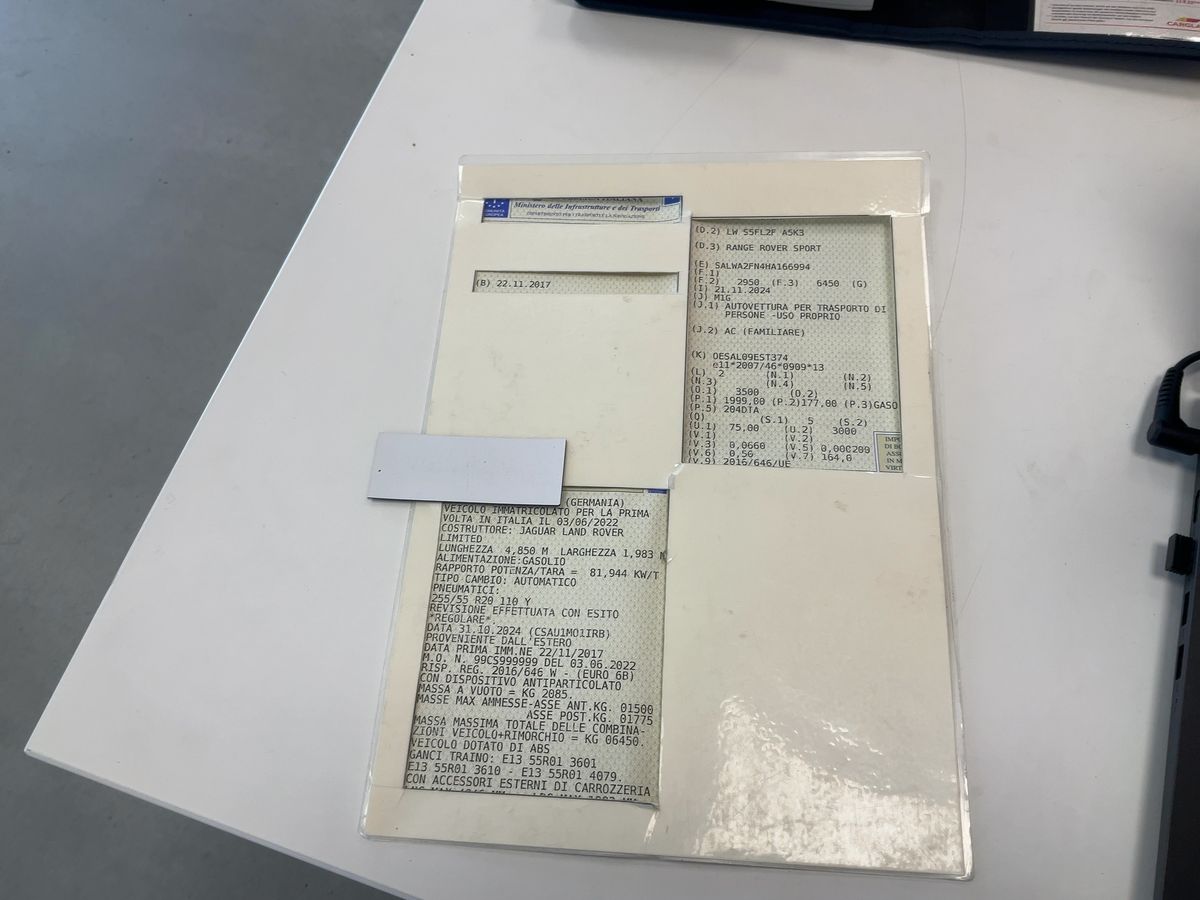 Ministero delle Infrastrutture e dei Trasporti
(B) 22.11.2017
(D.2) LW S5FL2F A5K3
(D.3) RANGE ROVER SPORT
(E) SALWA2FN4HA166994
(F.1)
(F.2) 2950 (F.3) 6450 (G)
(I) 21.11.2024
(J) M1G
(J.1) AUTOVETTURA PER TRASPORTO DI
PERSONE -USO PROPRIO
(J.2) AC (FAMILIARE)
(K) OESAL09EST374
e11*2007/46*0909*13
(L) 2 (N.1) (N.2)
(N.3) (N.4) (N.5)
(O.1) 3500 (O.2)
(P.1) 1999,00 (P.2)177,00 (P.3)GASO
(P.5) 204DTA
(Q) (S.1) 5 (S.2)
(U.1) 75,00 (U.2) 3000
(V.1) (V.2)
(V.3) 0,0660 (V.5) 0,000200
(V.6) 0,50 (V.7) 164,0
(V.9) 2016/646/UE
(GERMANIA)
VEICOLO IMMATRICOLATO PER LA PRIMA
VOLTA IN ITALIA IL 03/06/2022
COSTRUTTORE: JAGUAR LAND ROVER
LIMITED
LUNGHEZZA 4,850 M LARGHEZZA 1,983 M
ALIMENTAZIONE:GASOLIO
RAPPORTO POTENZA/TARA = 81,944 KW/T
TIPO CAMBIO: AUTOMATICO
PNEUMATICI:
255/55 R20 110 Y
REVISIONE EFFETTUATA CON ESITO
*REGOLARE*.
DATA 31.10.2024 (CSAU1MO1IRB)
PROVENIENTE DALL'ESTERO
DATA PRIMA IMM.NE 22/11/2017
M.O. N. 99CS999999 DEL 03.06.2022
RISP. REG. 2016/646 W - (EURO 6B)
CON DISPOSITIVO ANTIPARTICOLATO
MASSA A VUOTO = KG 2085.
MASSE MAX AMMESSE-ASSE ANT.KG. 01500
ASSE POST.KG. 01775
MASSA MASSIMA TOTALE DELLE COMBINA-
ZIONI VEICOLO+RIMORCHIO = KG 06450.
VEICOLO DOTATO DI ABS
GANCI TRAINO: E13 55R01 3601
E13 55R01 3610 - E13 55R01 4079.
CON ACCESSORI ESTERNI DI CARROZZERIA